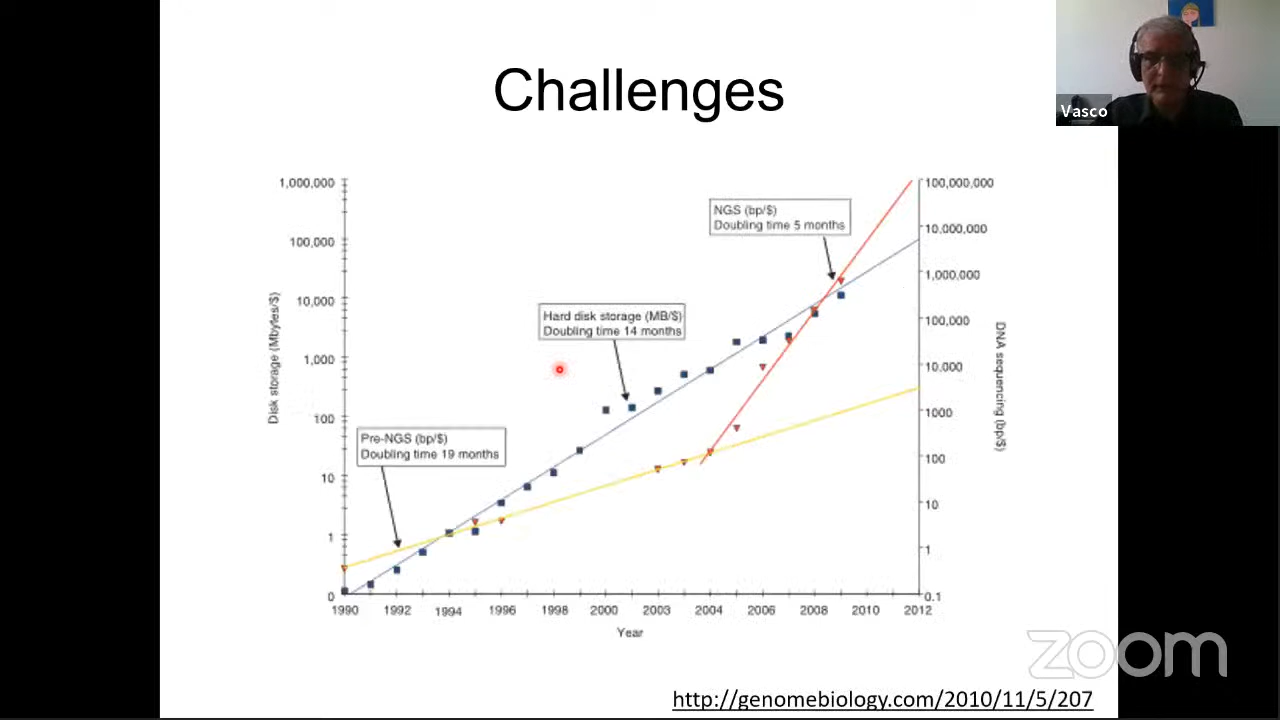 Challenges
Vasco
1,000,000
100,000
10,000
1,000
100
10
1
0
Disk storage (Mbytes/$)
NGS (bp/$)
Doubling time 5 months
Hard disk storage (MB/$)
Doubling time 14 months
Pre-NGS (bp/$)
Doubling time 19 months
100,000,000
10,000,000
1,000,000
100,000
10,000
1000
100
10
1
0.1
DNA sequencing (bp/$)
1990 1992 1994 1996 1998 2000 2003 2004 2006 2008 2010 2012
Year
zoom
http://genomebiology.com/2010/11/5/207